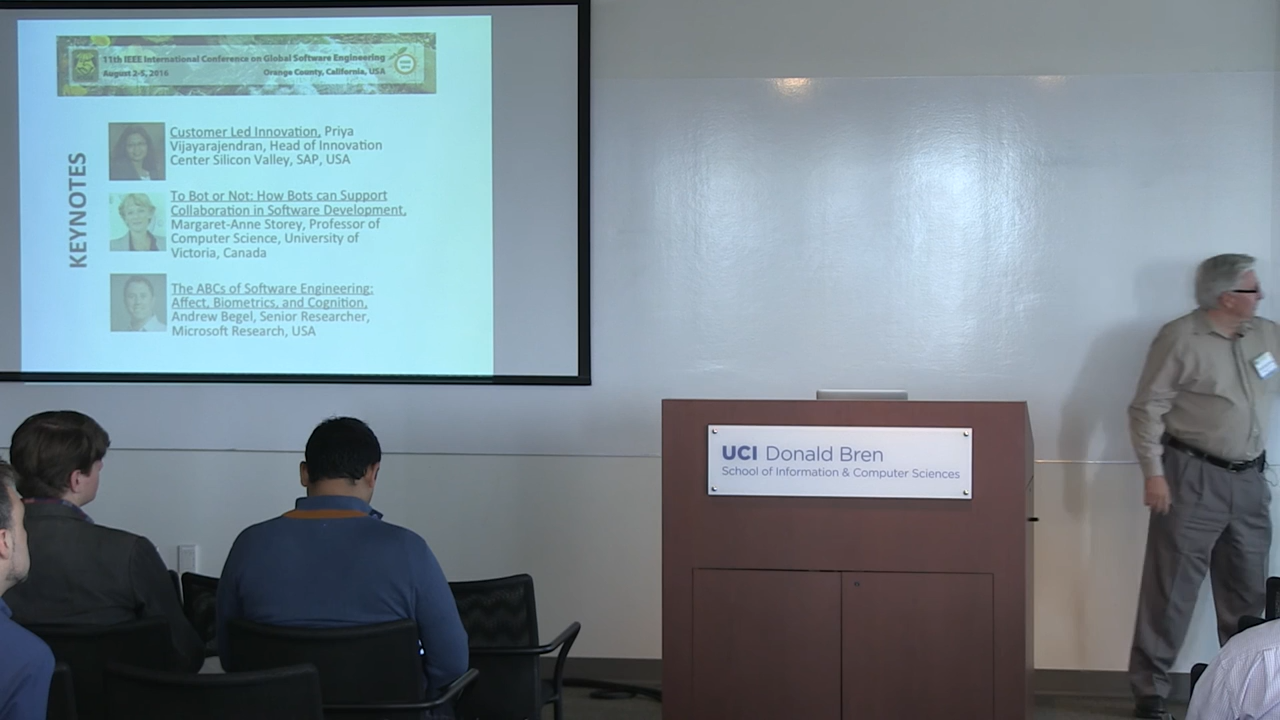 11th IEEE International Conference on Global Software Engineering
August 2-5, 2016 Orange County, California, USA
KEYNOTES
Customer Led Innovation, Priya
Vijayarajendran, Head of Innovation
Center Silicon Valley, SAP, USA
To Bot or Not: How Bots can Support
Collaboration in Software Development,
Margaret-Anne Storey, Professor of
Computer Science, University of
Victoria, Canada
The ABCs of Software Engineering:
Affect, Biometrics, and Cognition,
Andrew Begel, Senior Researcher,
Microsoft Research, USA
UCI Donald Bren
School of Information & Computer Sciences